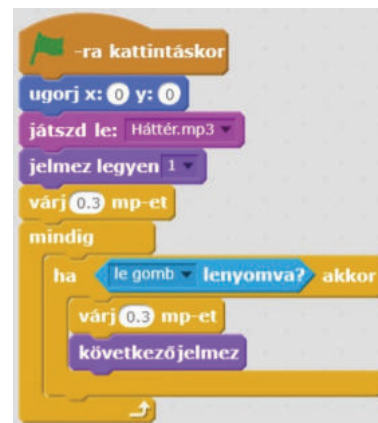 -ra kattintáskor
ugorj x: 0 y: 0
játszd le: Háttér.mp3
jelmez legyen 1
várj 0.3 mp-et
mindig
ha le gomb lenyomva? akkor
várj 0.3 mp-et
következő jelmez